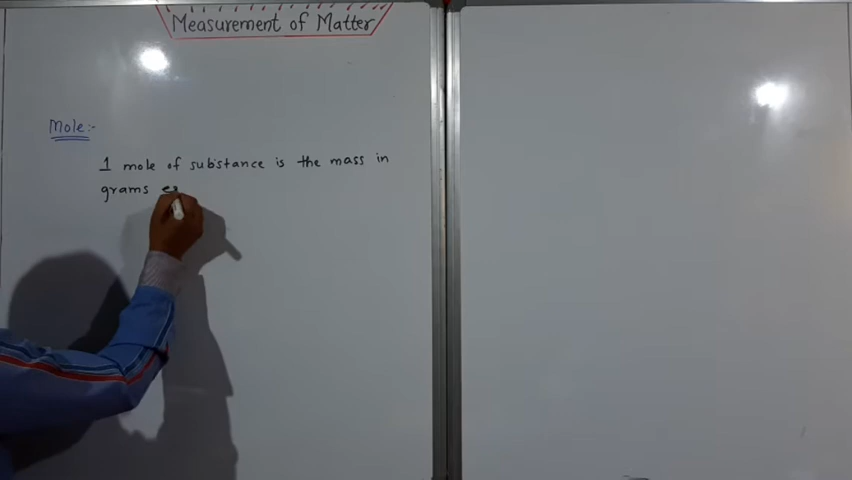 Measurement of Matter
Mole:-
1 mole of substance is the mass in
grams